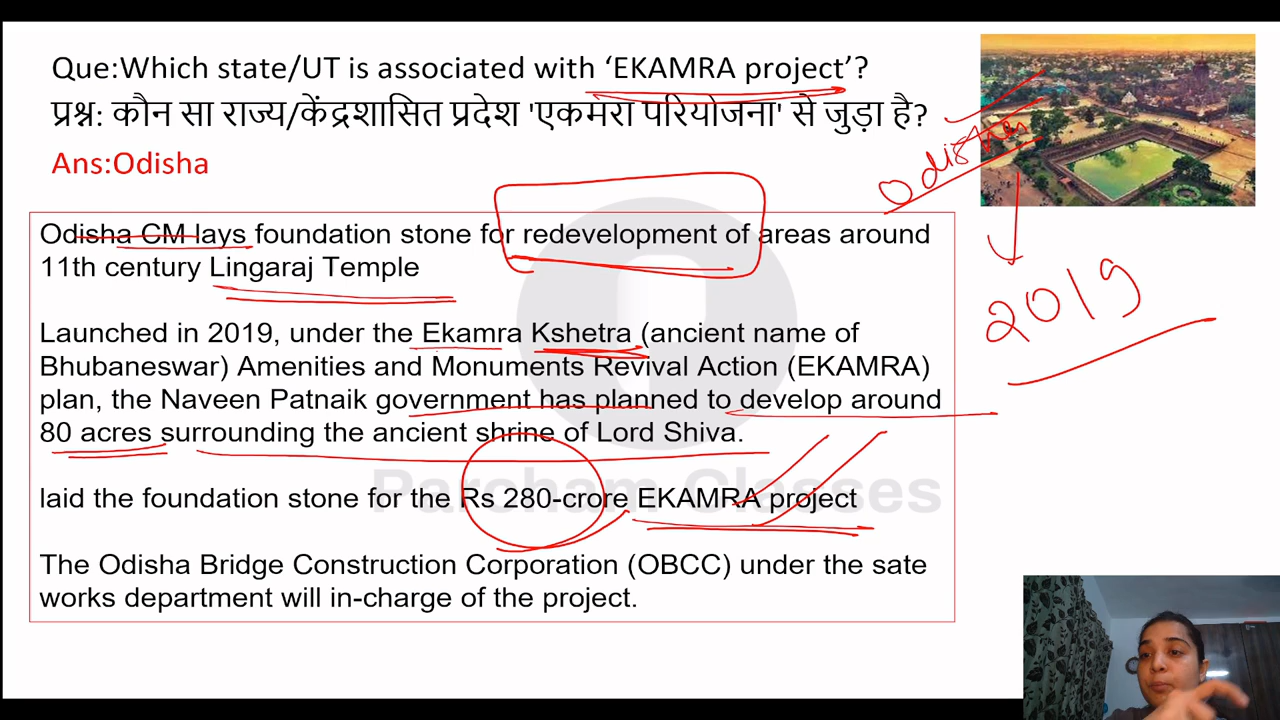 Que:Which state/UT is associated with ‘EKAMRA project’?
प्रश्न: कौन सा राज्य/केंद्रशासित प्रदेश 'एकमरा परियोजना' से जुड़ा है?
Ans:Odisha
Odisha
2019
Odisha CM lays foundation stone for redevelopment of areas around
11th century Lingaraj Temple
Launched in 2019, under the Ekamra Kshetra (ancient name of
Bhubaneswar) Amenities and Monuments Revival Action (EKAMRA)
plan, the Naveen Patnaik government has planned to develop around
80 acres surrounding the ancient shrine of Lord Shiva.
laid the foundation stone for the Rs 280-crore EKAMRA project
The Odisha Bridge Construction Corporation (OBCC) under the sate
works department will in-charge of the project.